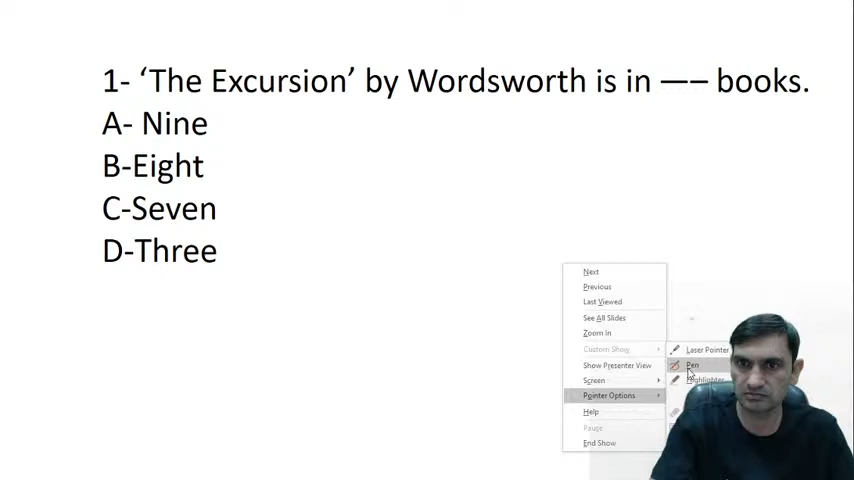 1- ‘The Excursion’ by Wordsworth is in —– books.
A- Nine
B-Eight
C-Seven
D-Three
Next
Previous
Last Viewed
See All Slides
Zoom In
Custom Show
Show Presenter View
Screen
Pointer Options
Help
Pause
End Show
Laser Pointer
Pen
Highlighter